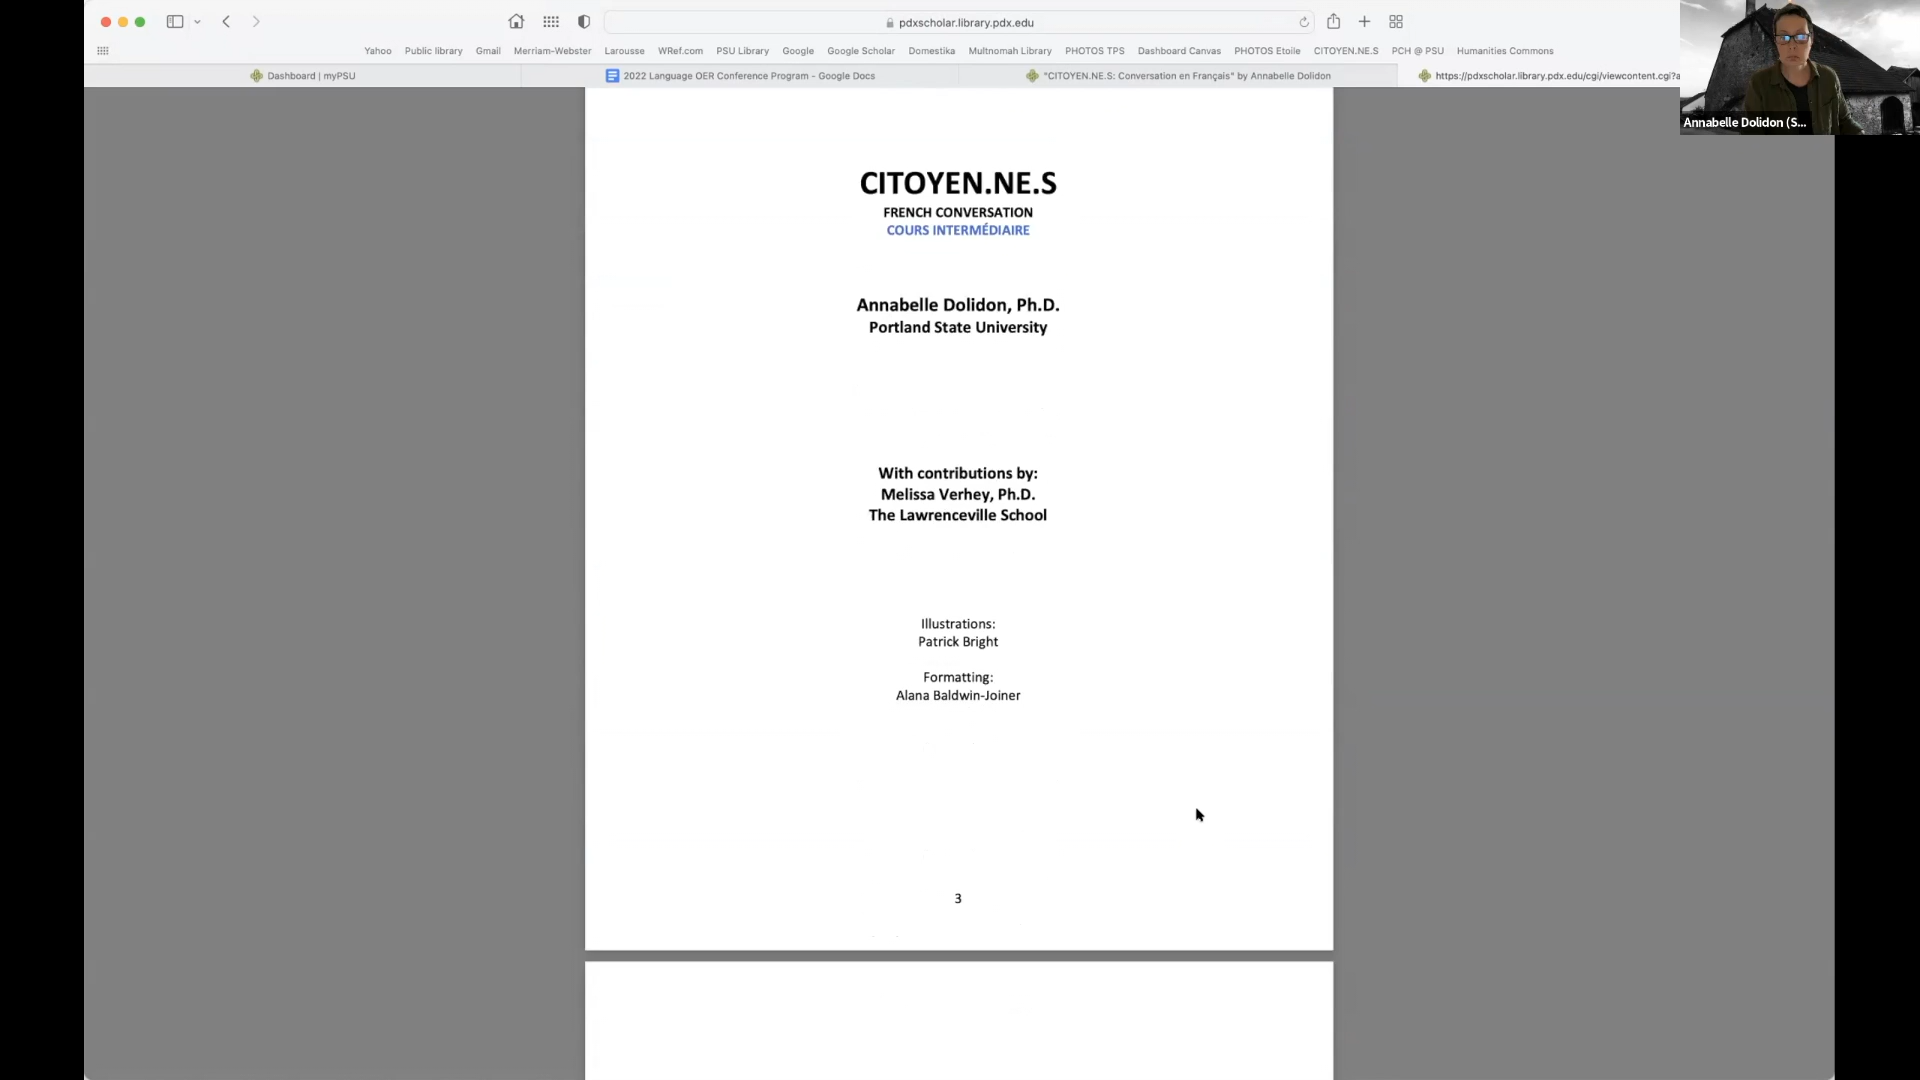 pdxscholar.library.pdx.edu
Yahoo Public library Gmail Merriam-Webster Larousse WRef.com PSU Library Google Google Scholar Domestika Multnomah Library PHOTOS TPS Dashboard Canvas PHOTOS Etoile CITOYEN.NE.S PCH @ PSU Humanities Commons
Dashboard | myPSU 2022 Language OER Conference Program - Google Docs "CITOYEN.NE.S: Conversation en Français" by Annabelle Dolidon https://pdxscholar.library.pdx.edu/cgi/viewcontent.cgi?a
Annabelle Dolidon (S...
CITOYEN.NE.S
FRENCH CONVERSATION
COURS INTERMÉDIAIRE
Annabelle Dolidon, Ph.D.
Portland State University
With contributions by:
Melissa Verhey, Ph.D.
The Lawrenceville School
Illustrations:
Patrick Bright
Formatting:
Alana Baldwin-Joiner
3